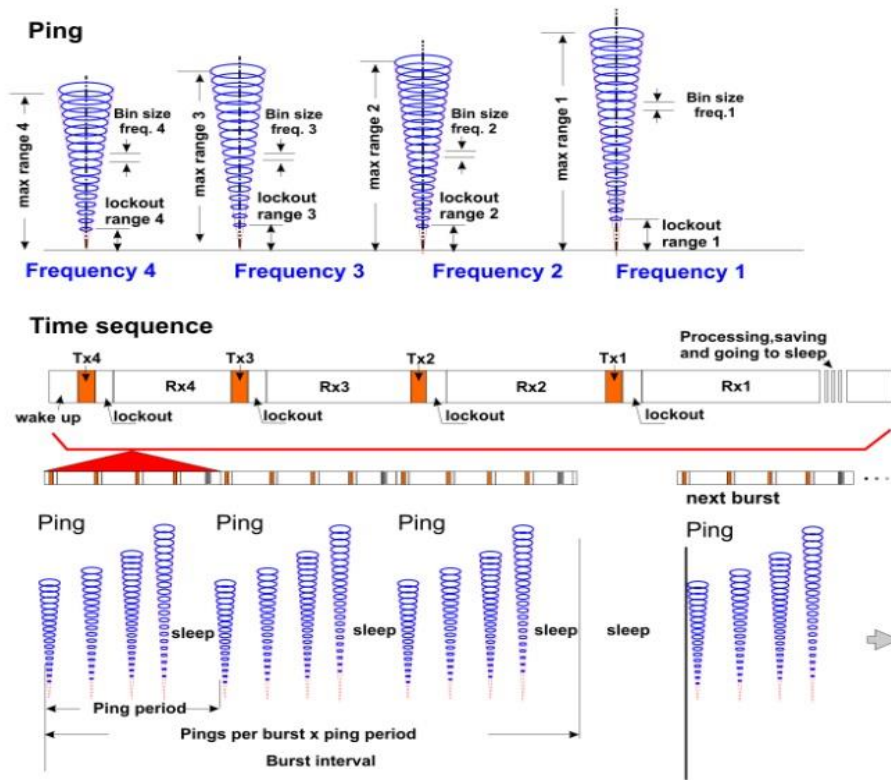 Ping
max range 4
Bin size
freq. 4
lockout
range 4
Frequency 4
max range 3
Bin size
freq. 3
lockout
range 3
Frequency 3
max range 2
Bin size
freq. 2
lockout
range 2
Frequency 2
max range 1
Bin size
freq.1
lockout
range 1
Frequency 1
Time sequence
Processing,saving
and going to sleep
Tx4
Tx3
Tx2
Tx1
Rx4
Rx3
Rx2
Rx1
wake up
lockout
lockout
lockout
lockout
next burst
Ping
Ping
Ping
Ping
sleep
sleep
sleep
sleep
Ping period
Pings per burst x ping period
Burst interval